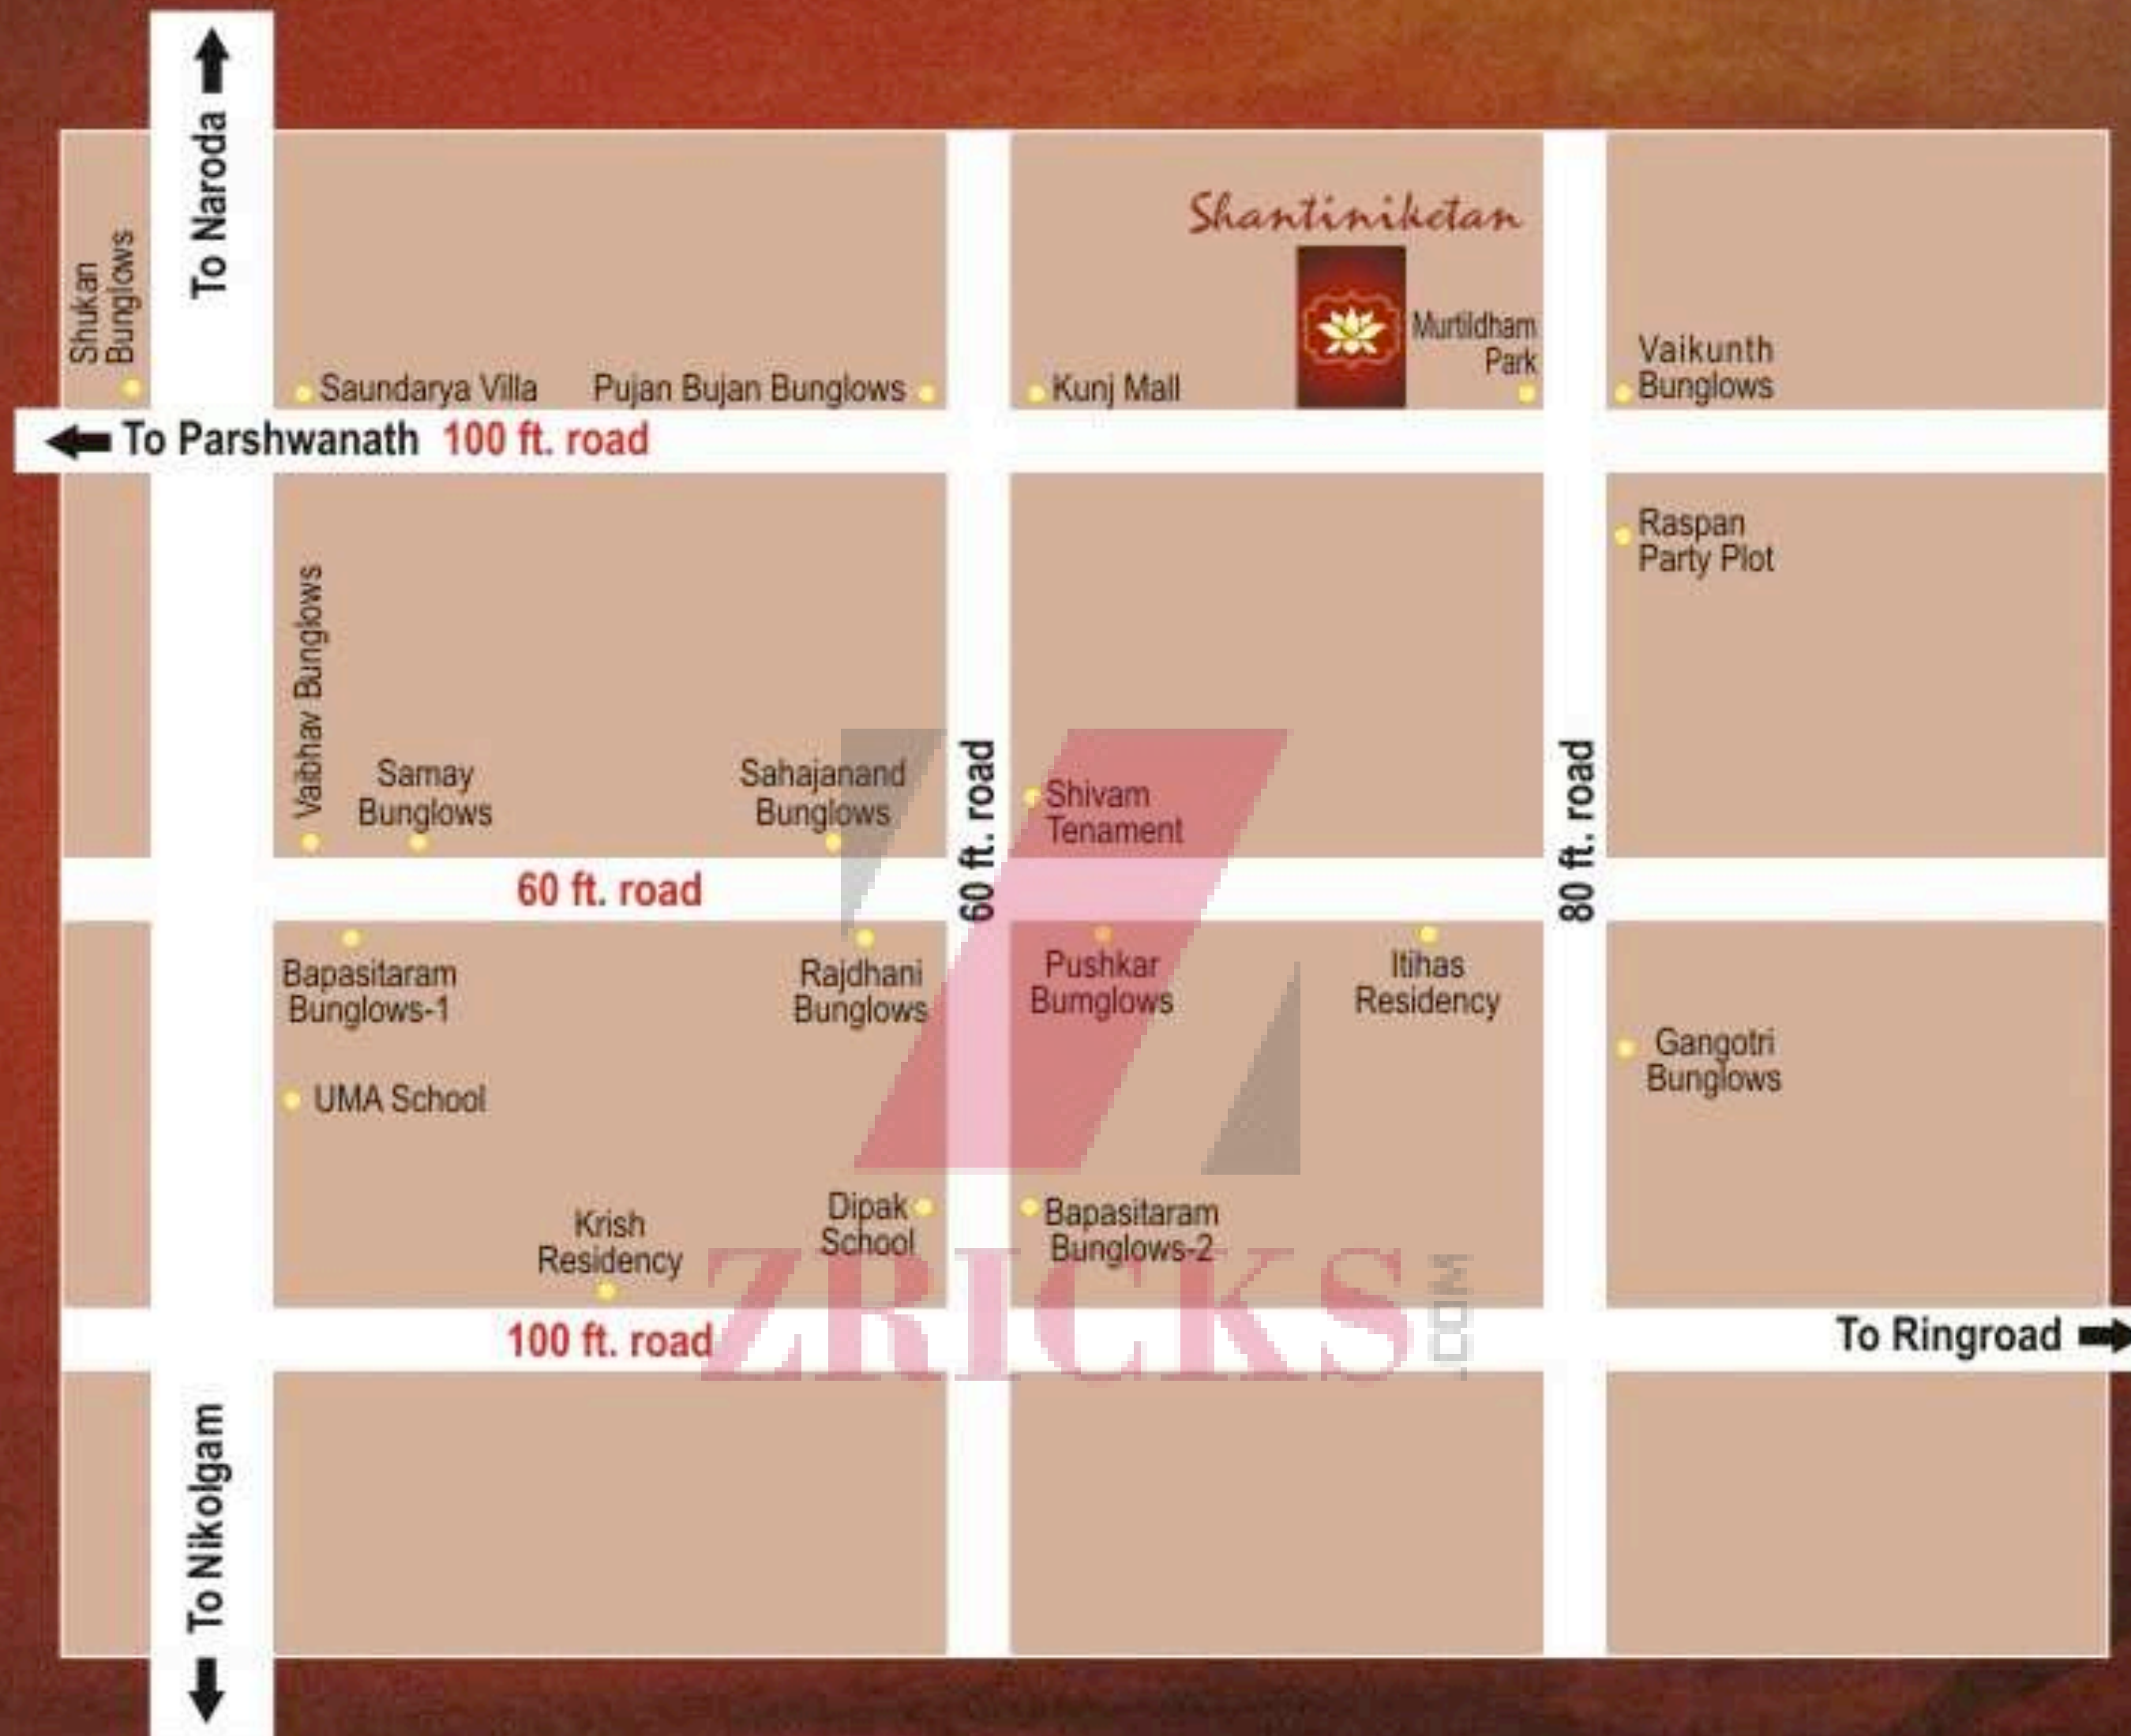 To Naroda
Shukan
Bunglows
Shantiniketan
Murtildham
Park
Vaikunth
Bunglows
Saundarya Villa
Pujan Bujan Bunglows
Kunj Mall
To Parshwanath 100 ft. road
Raspan
Party Plot
Vaibhav Bunglows
Samay
Bunglows
Sahajanand
Bunglows
60 ft. road
Shivam
Tenament
80 ft. road
60 ft. road
Bapasitaram
Bunglows-1
Rajdhani
Bunglows
Pushkar
Bumglows
Itihas
Residency
Gangotri
Bunglows
UMA School
Krish
Residency
Dipak
School
Bapasitaram
Bunglows-2
ZRICKS
.COM
100 ft. road
To Ringroad
To Nikolgam